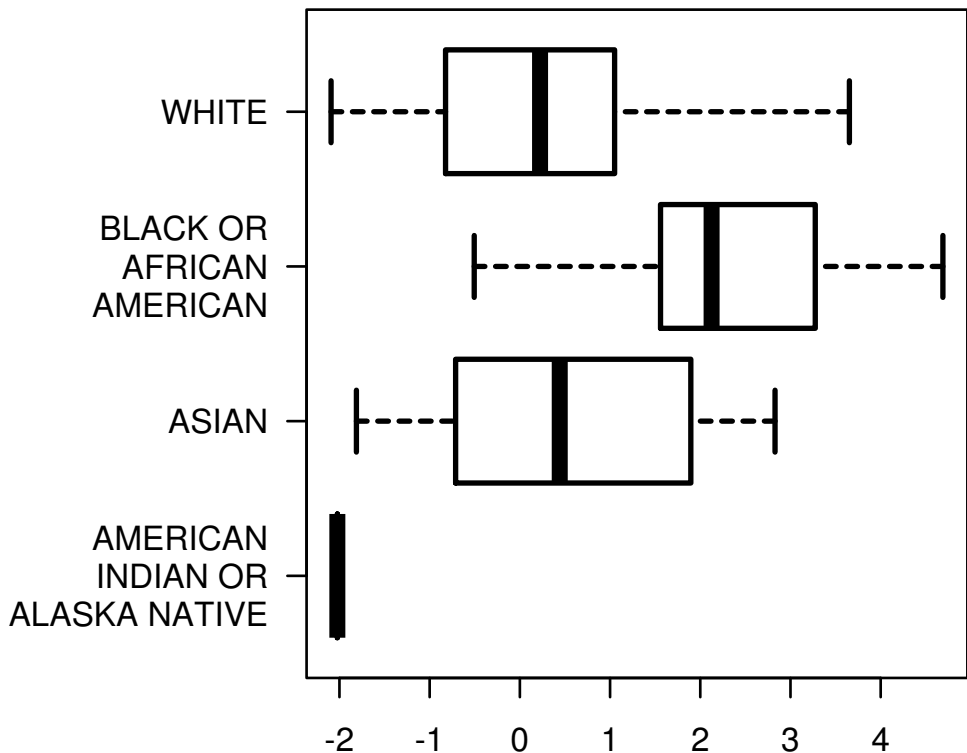 WHITE
BLACK OR
AFRICAN
AMERICAN
ASIAN
AMERICAN
INDIAN OR
ALASKA NATIVE
-2 -1 0 1 2 3 4